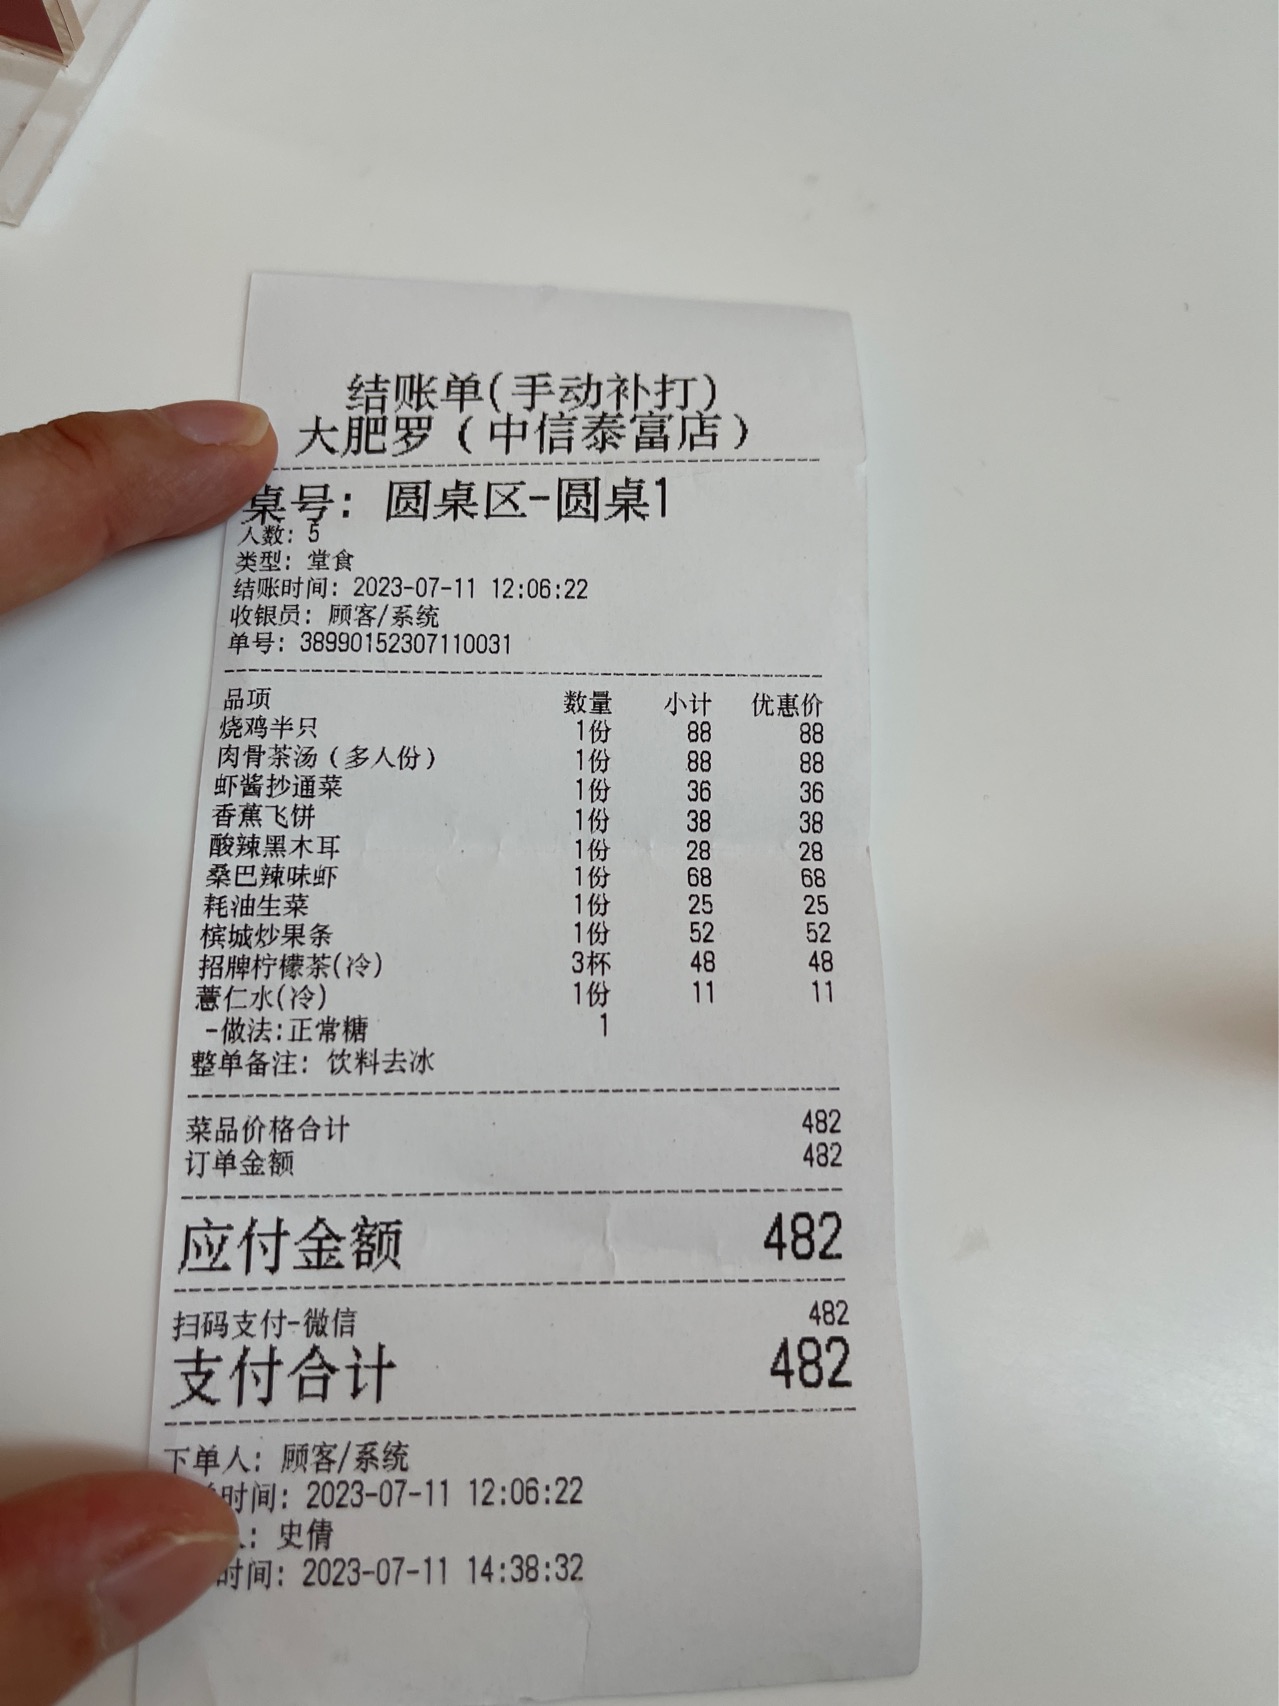 结账单(手动补打)
大肥罗（中信泰富店）
桌号: 圆桌区-圆桌1
人数: 5
类型: 堂食
结账时间: 2023-07-11 12:06:22
收银员: 顾客/系统
单号: 38990152307110031
品项 数量 小计 优惠价
烧鸡半只 1份 88 88
肉骨茶汤（多人份） 1份 88 88
虾酱抄通菜 1份 36 36
香蕉飞饼 1份 38 38
酸辣黑木耳 1份 28 28
桑巴辣味虾 1份 68 68
耗油生菜 1份 25 25
槟城炒果条 1份 52 52
招牌柠檬茶(冷) 3杯 48 48
薏仁水(冷) 1份 11 11
-做法:正常糖 1
整单备注: 饮料去冰
菜品价格合计 482
订单金额 482
应付金额 482
扫码支付-微信 482
支付合计 482
下单人: 顾客/系统
时间: 2023-07-11 12:06:22
人: 史倩
时间: 2023-07-11 14:38:32